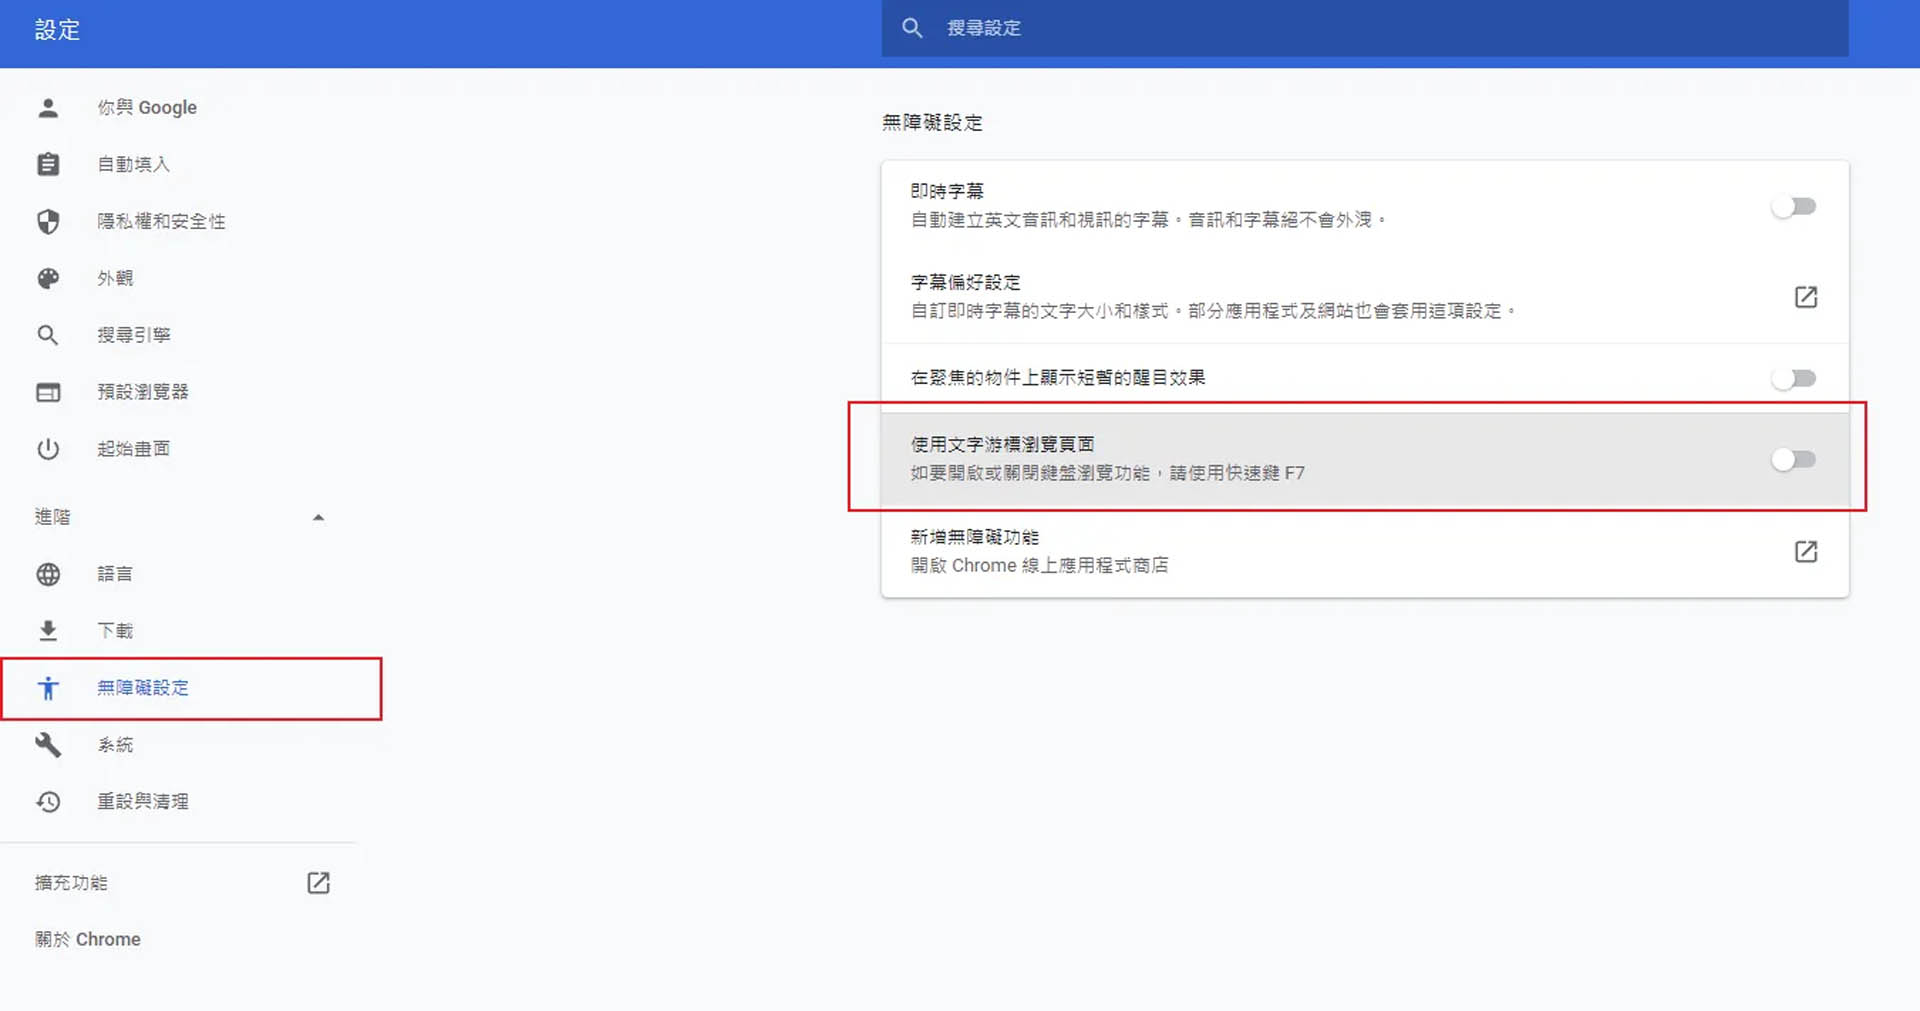 設定
搜尋設定
你與 Google
自動填入
隱私權和安全性
外觀
搜尋引擎
預設瀏覽器
起始畫面
進階
語言
下載
無障礙設定
系統
重設與清理
擴充功能
關於 Chrome
無障礙設定
即時字幕
自動建立英文音訊和視訊的字幕。音訊和字幕絕不會外洩。
字幕偏好設定
自訂即時字幕的文字大小和樣式。部分應用程式及網站也會套用這項設定。
在聚焦的物件上顯示短暫的醒目效果
使用文字游標瀏覽頁面
如要開啟或關閉鍵盤瀏覽功能，請使用快速鍵 F7
新增無障礙功能
開啟 Chrome 線上應用程式商店